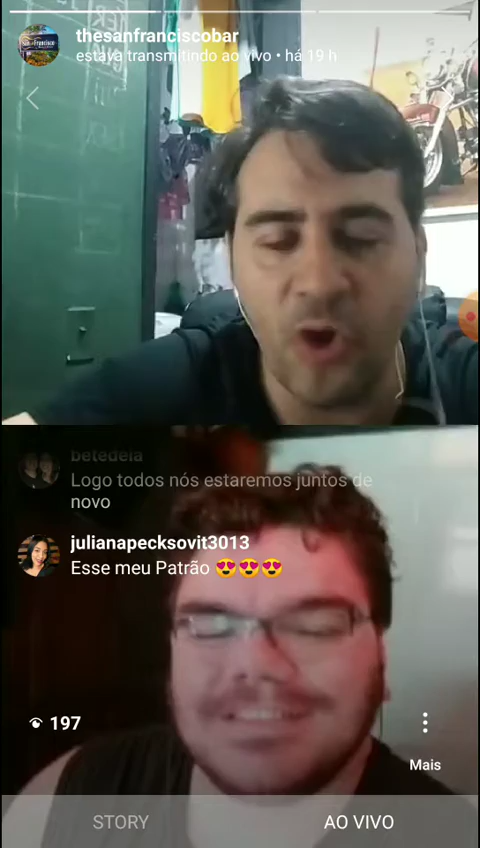 thesanfranciscobar
estava transmitindo ao vivo • há 19 h
betedela
Logo todos nós estaremos juntos de
novo
julianapecksovit3013
Esse meu Patrão 😍😍😍
197
Mais
STORY
AO VIVO